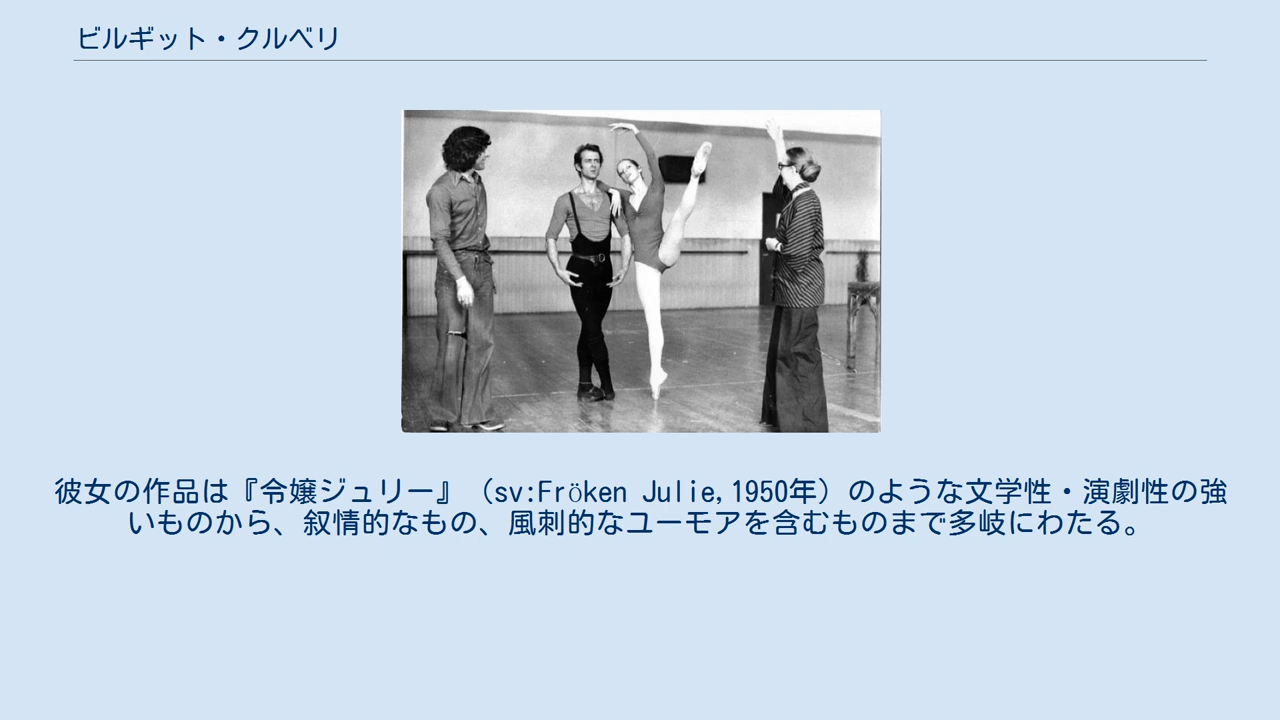 ビルギット・クルベリ
彼女の作品は『令嬢ジュリー』（sv:Fröken Julie,1950年）のような文学性・演劇性の強
いものから、叙情的なもの、風刺的なユーモアを含むものまで多岐にわたる。